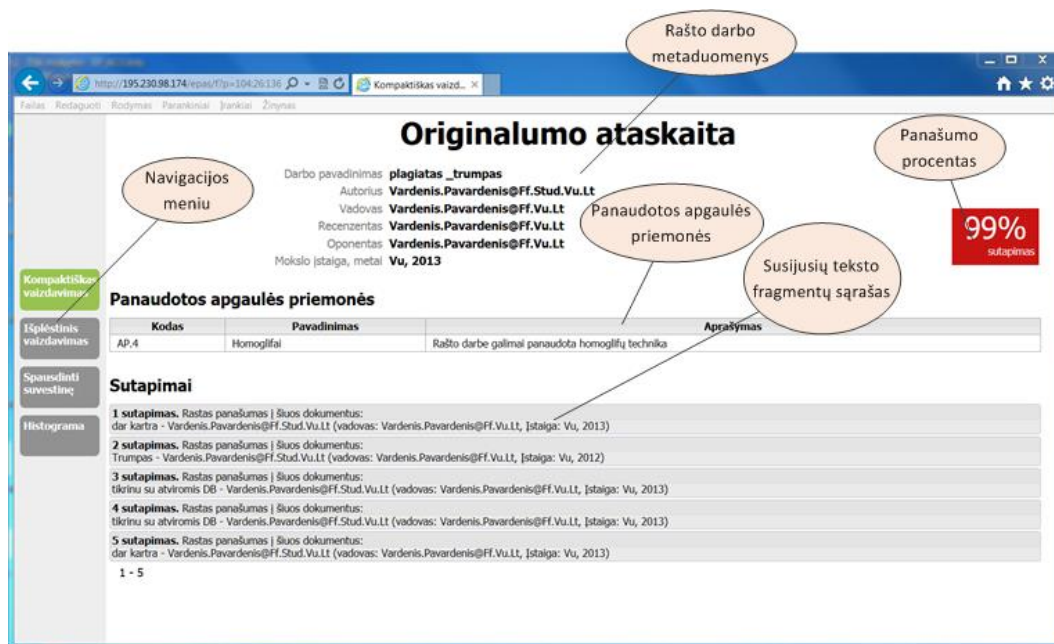 Rašto darbo
metaduomenys
http://195.230.98.174/epas/f?p=104:26:136
Kompaktiškas vaizd...
Failas Redaguoti Rodymas Parankiniai Įrankiai Žinynas
Originalumo ataskaita
Panašumo
procentas
Navigacijos
meniu
Darbo pavadinimas plagiatas _trumpas
Autorius Vardenis.Pavardenis@Ff.Stud.Vu.Lt
Vadovas Vardenis.Pavardenis@Ff.Vu.Lt
Recenzentas Vardenis.Pavardenis@Ff.Vu.Lt
Oponentas Vardenis.Pavardenis@Ff.Vu.Lt
Mokslo įstaiga, metai Vu, 2013
Panaudotos apgaulės
priemonės
99%
sutapimas
Susijusių teksto
fragmentų sąrašas
Kompaktiškas
vaizdavimas
Išplėstinis
vaizdavimas
Spausdinti
suvestinę
Histograma
Panaudotos apgaulės priemonės
Kodas Pavadinimas Aprašymas
AP.4 Homoglifai Rašto darbe galimai panaudota homoglifų technika
Sutapimai
1 sutapimas. Rastas panašumas į šiuos dokumentus:
dar kartra - Vardenis.Pavardenis@Ff.Stud.Vu.Lt (vadovas: Vardenis.Pavardenis@Ff.Vu.Lt, Įstaiga: Vu, 2013)
2 sutapimas. Rastas panašumas į šiuos dokumentus:
Trumpas - Vardenis.Pavardenis@Ff.Stud.Vu.Lt (vadovas: Vardenis.Pavardenis@Ff.Vu.Lt, Įstaiga: Vu, 2012)
3 sutapimas. Rastas panašumas į šiuos dokumentus:
tikrinu su atviromis DB - Vardenis.Pavardenis@Ff.Stud.Vu.Lt (vadovas: Vardenis.Pavardenis@Ff.Vu.Lt, Įstaiga: Vu, 2013)
4 sutapimas. Rastas panašumas į šiuos dokumentus:
tikrinu su atviromis DB - Vardenis.Pavardenis@Ff.Stud.Vu.Lt (vadovas: Vardenis.Pavardenis@Ff.Vu.Lt, Įstaiga: Vu, 2013)
5 sutapimas. Rastas panašumas į šiuos dokumentus:
dar kartra - Vardenis.Pavardenis@Ff.Stud.Vu.Lt (vadovas: Vardenis.Pavardenis@Ff.Vu.Lt, Įstaiga: Vu, 2013)
1 - 5